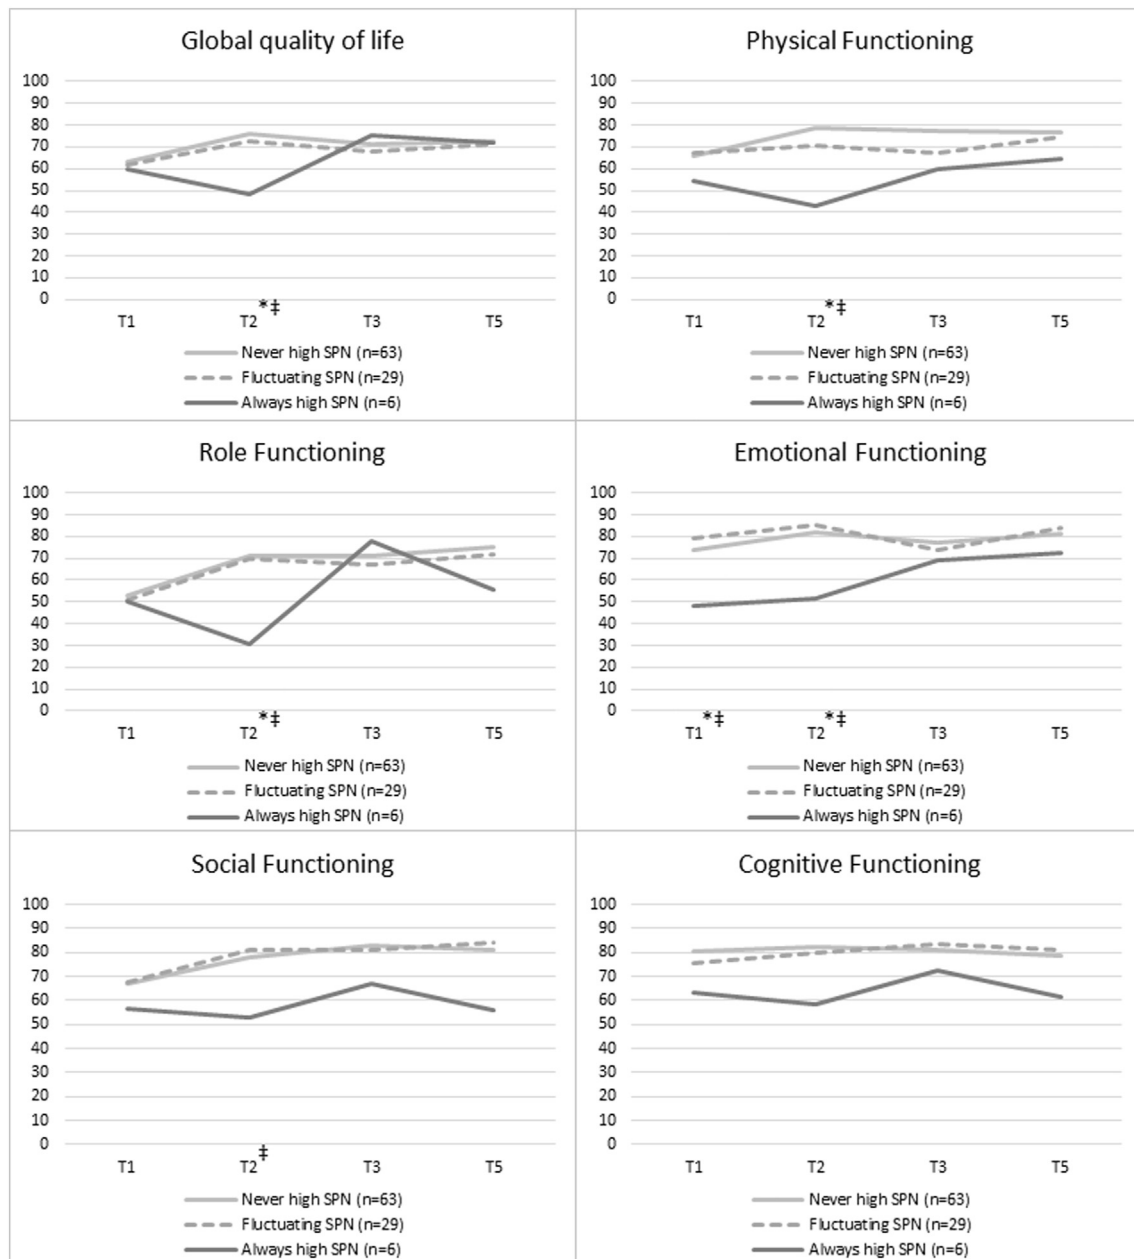 Global quality of life
100
90
80
70
60
50
40
30
20
10
0
T1 T2*‡ T3 T5
Never high SPN (n=63)
Fluctuating SPN (n=29)
Always high SPN (n=6)
Physical Functioning
100
90
80
70
60
50
40
30
20
10
0
T1 T2*‡ T3 T5
Never high SPN (n=63)
Fluctuating SPN (n=29)
Always high SPN (n=6)
Role Functioning
100
90
80
70
60
50
40
30
20
10
0
T1 T2*‡ T3 T5
Never high SPN (n=63)
Fluctuating SPN (n=29)
Always high SPN (n=6)
Emotional Functioning
100
90
80
70
60
50
40
30
20
10
0
T1*‡ T2*‡ T3 T5
Never high SPN (n=63)
Fluctuating SPN (n=29)
Always high SPN (n=6)
Social Functioning
100
90
80
70
60
50
40
30
20
10
0
T1 T2‡ T3 T5
Never high SPN (n=63)
Fluctuating SPN (n=29)
Always high SPN (n=6)
Cognitive Functioning
100
90
80
70
60
50
40
30
20
10
0
T1 T2 T3 T5
Never high SPN (n=63)
Fluctuating SPN (n=29)
Always high SPN (n=6)